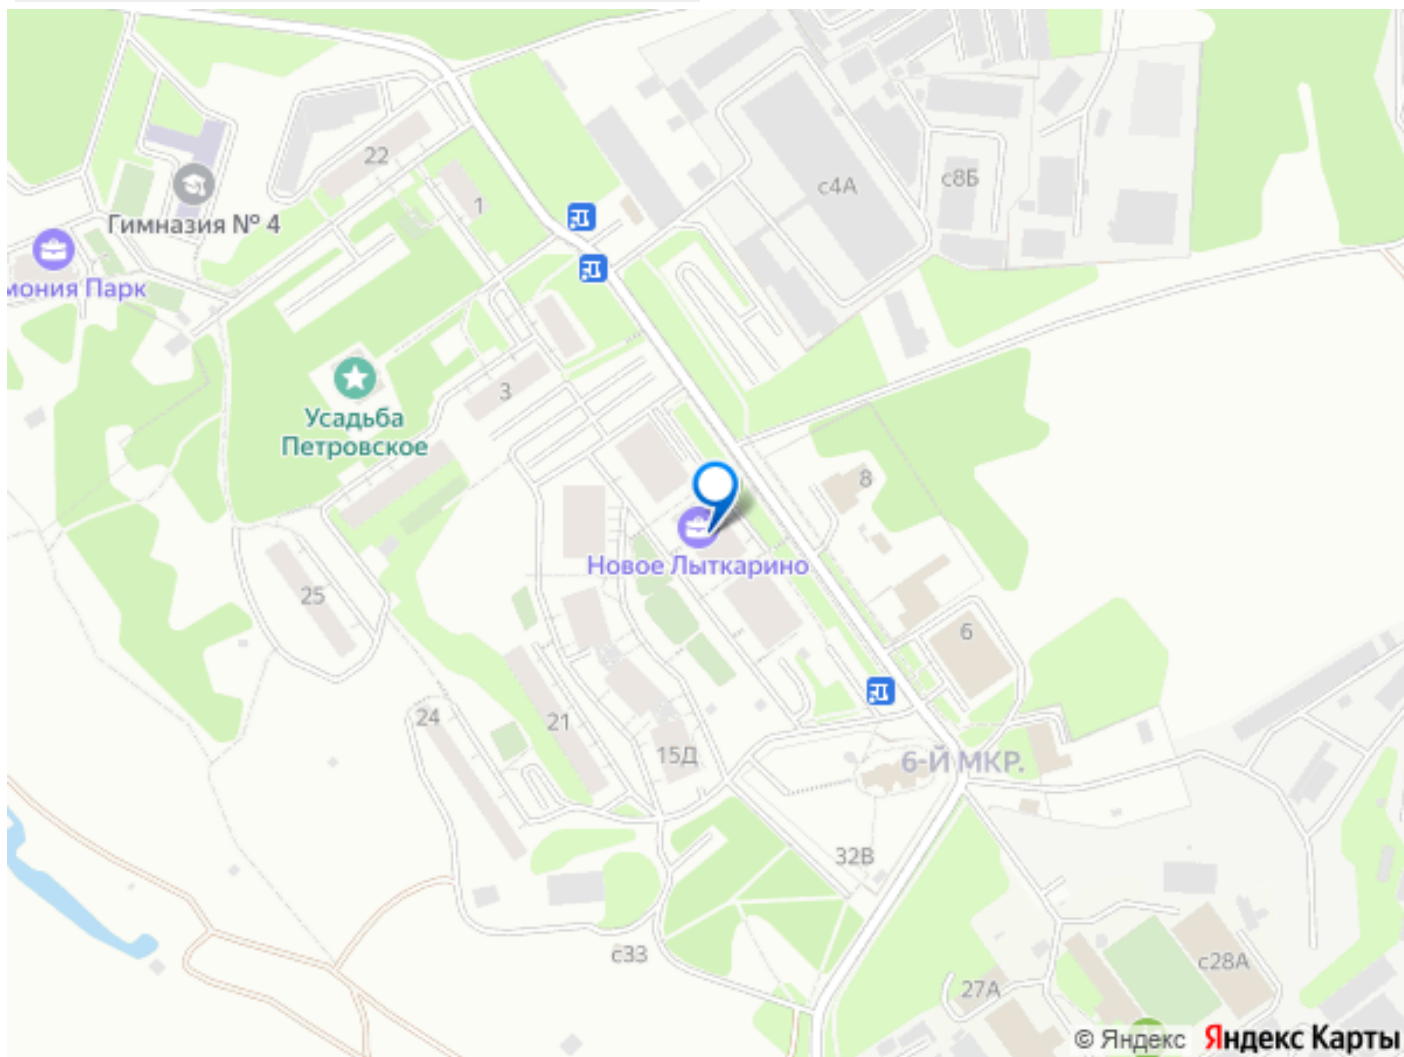 22
с4А
с8Б
1
Гимназия № 4
мония Парк
3
Усадьба
Петровское
8
Новое Лыткарино
25
6
24
21
15Д
6-Й МКР.
32В
с33
с28А
27А
© Яндекс Яндекс Карты